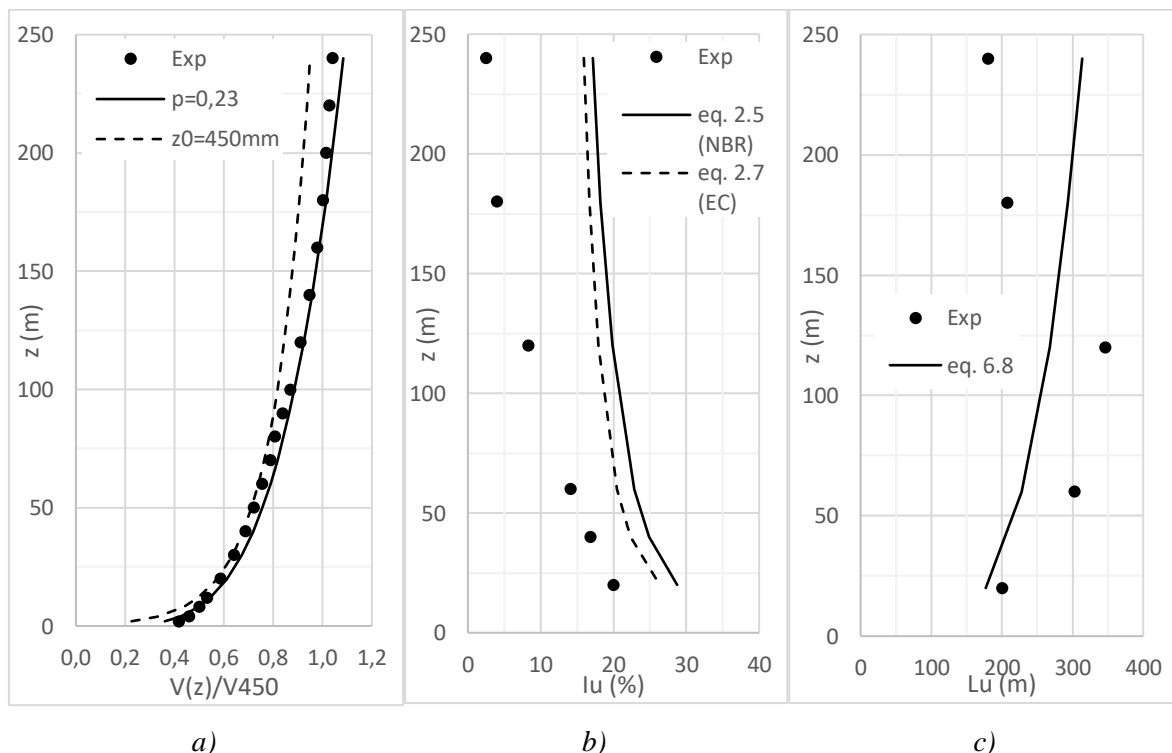 250
200
150
100
50
0
z (m)
Exp
p=0,23
z0=450mm
0,0 0,2 0,4 0,6 0,8 1,0 1,2
V(z)/V450
a)
250
200
150
100
50
0
z (m)
Exp
eq. 2.5
(NBR)
eq. 2.7
(EC)
0 10 20 30 40
Iu (%)
b)
250
200
150
100
50
0
z (m)
Exp
eq. 6.8
0 100 200 300 400
Lu (m)
c)